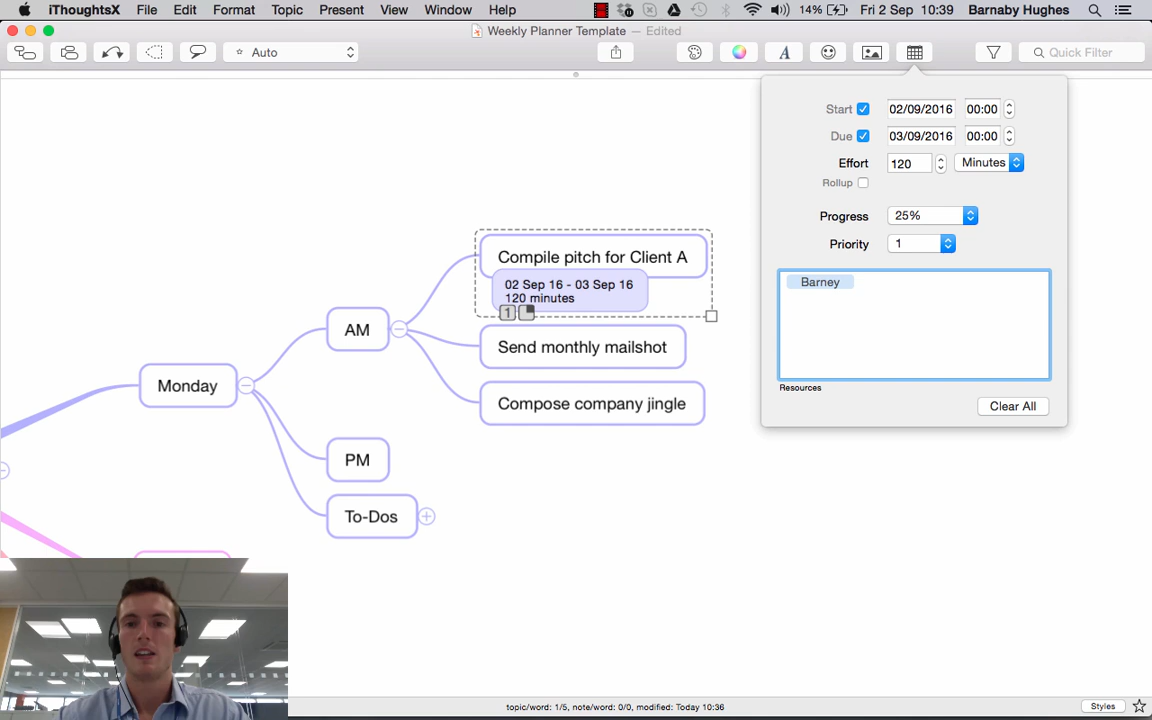 iThoughtsX File Edit Format Topic Present View Window Help 14% Fri 2 Sep 10:39 Barnaby Hughes
Weekly Planner Template — Edited
Auto
Quick Filter
Start 02/09/2016 00:00
Due 03/09/2016 00:00
Effort 120 Minutes
Rollup
Progress 25%
Priority 1
Barney
Resources
Clear All
Compile pitch for Client A
02 Sep 16 - 03 Sep 16
120 minutes
1
AM
Send monthly mailshot
Monday
Compose company jingle
PM
To-Dos
topic/word: 1/5, note/word: 0/0, modified: Today 10:36
Styles